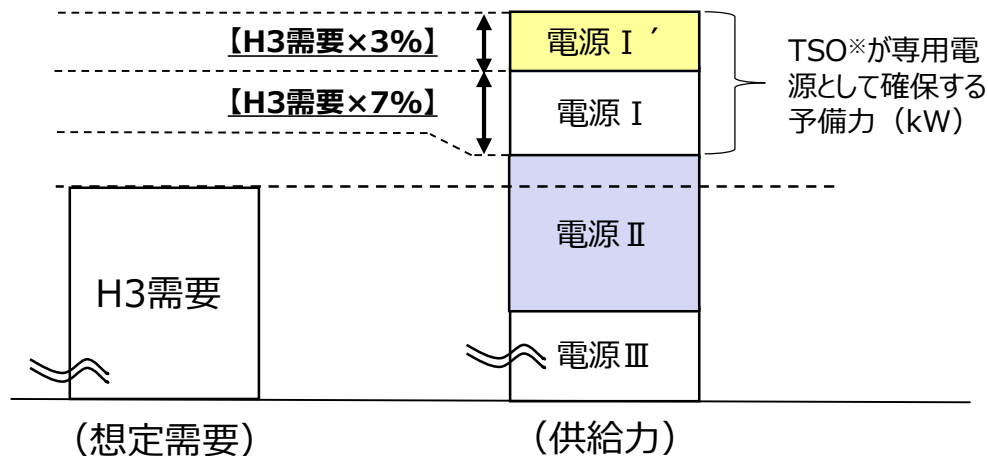 【H3需要×3%】
電源Ⅰ´
TSO※が専用電
源として確保する
予備力（kW）
【H3需要×7%】
電源Ⅰ
電源Ⅱ
H3需要
電源Ⅲ
（想定需要）
（供給力）